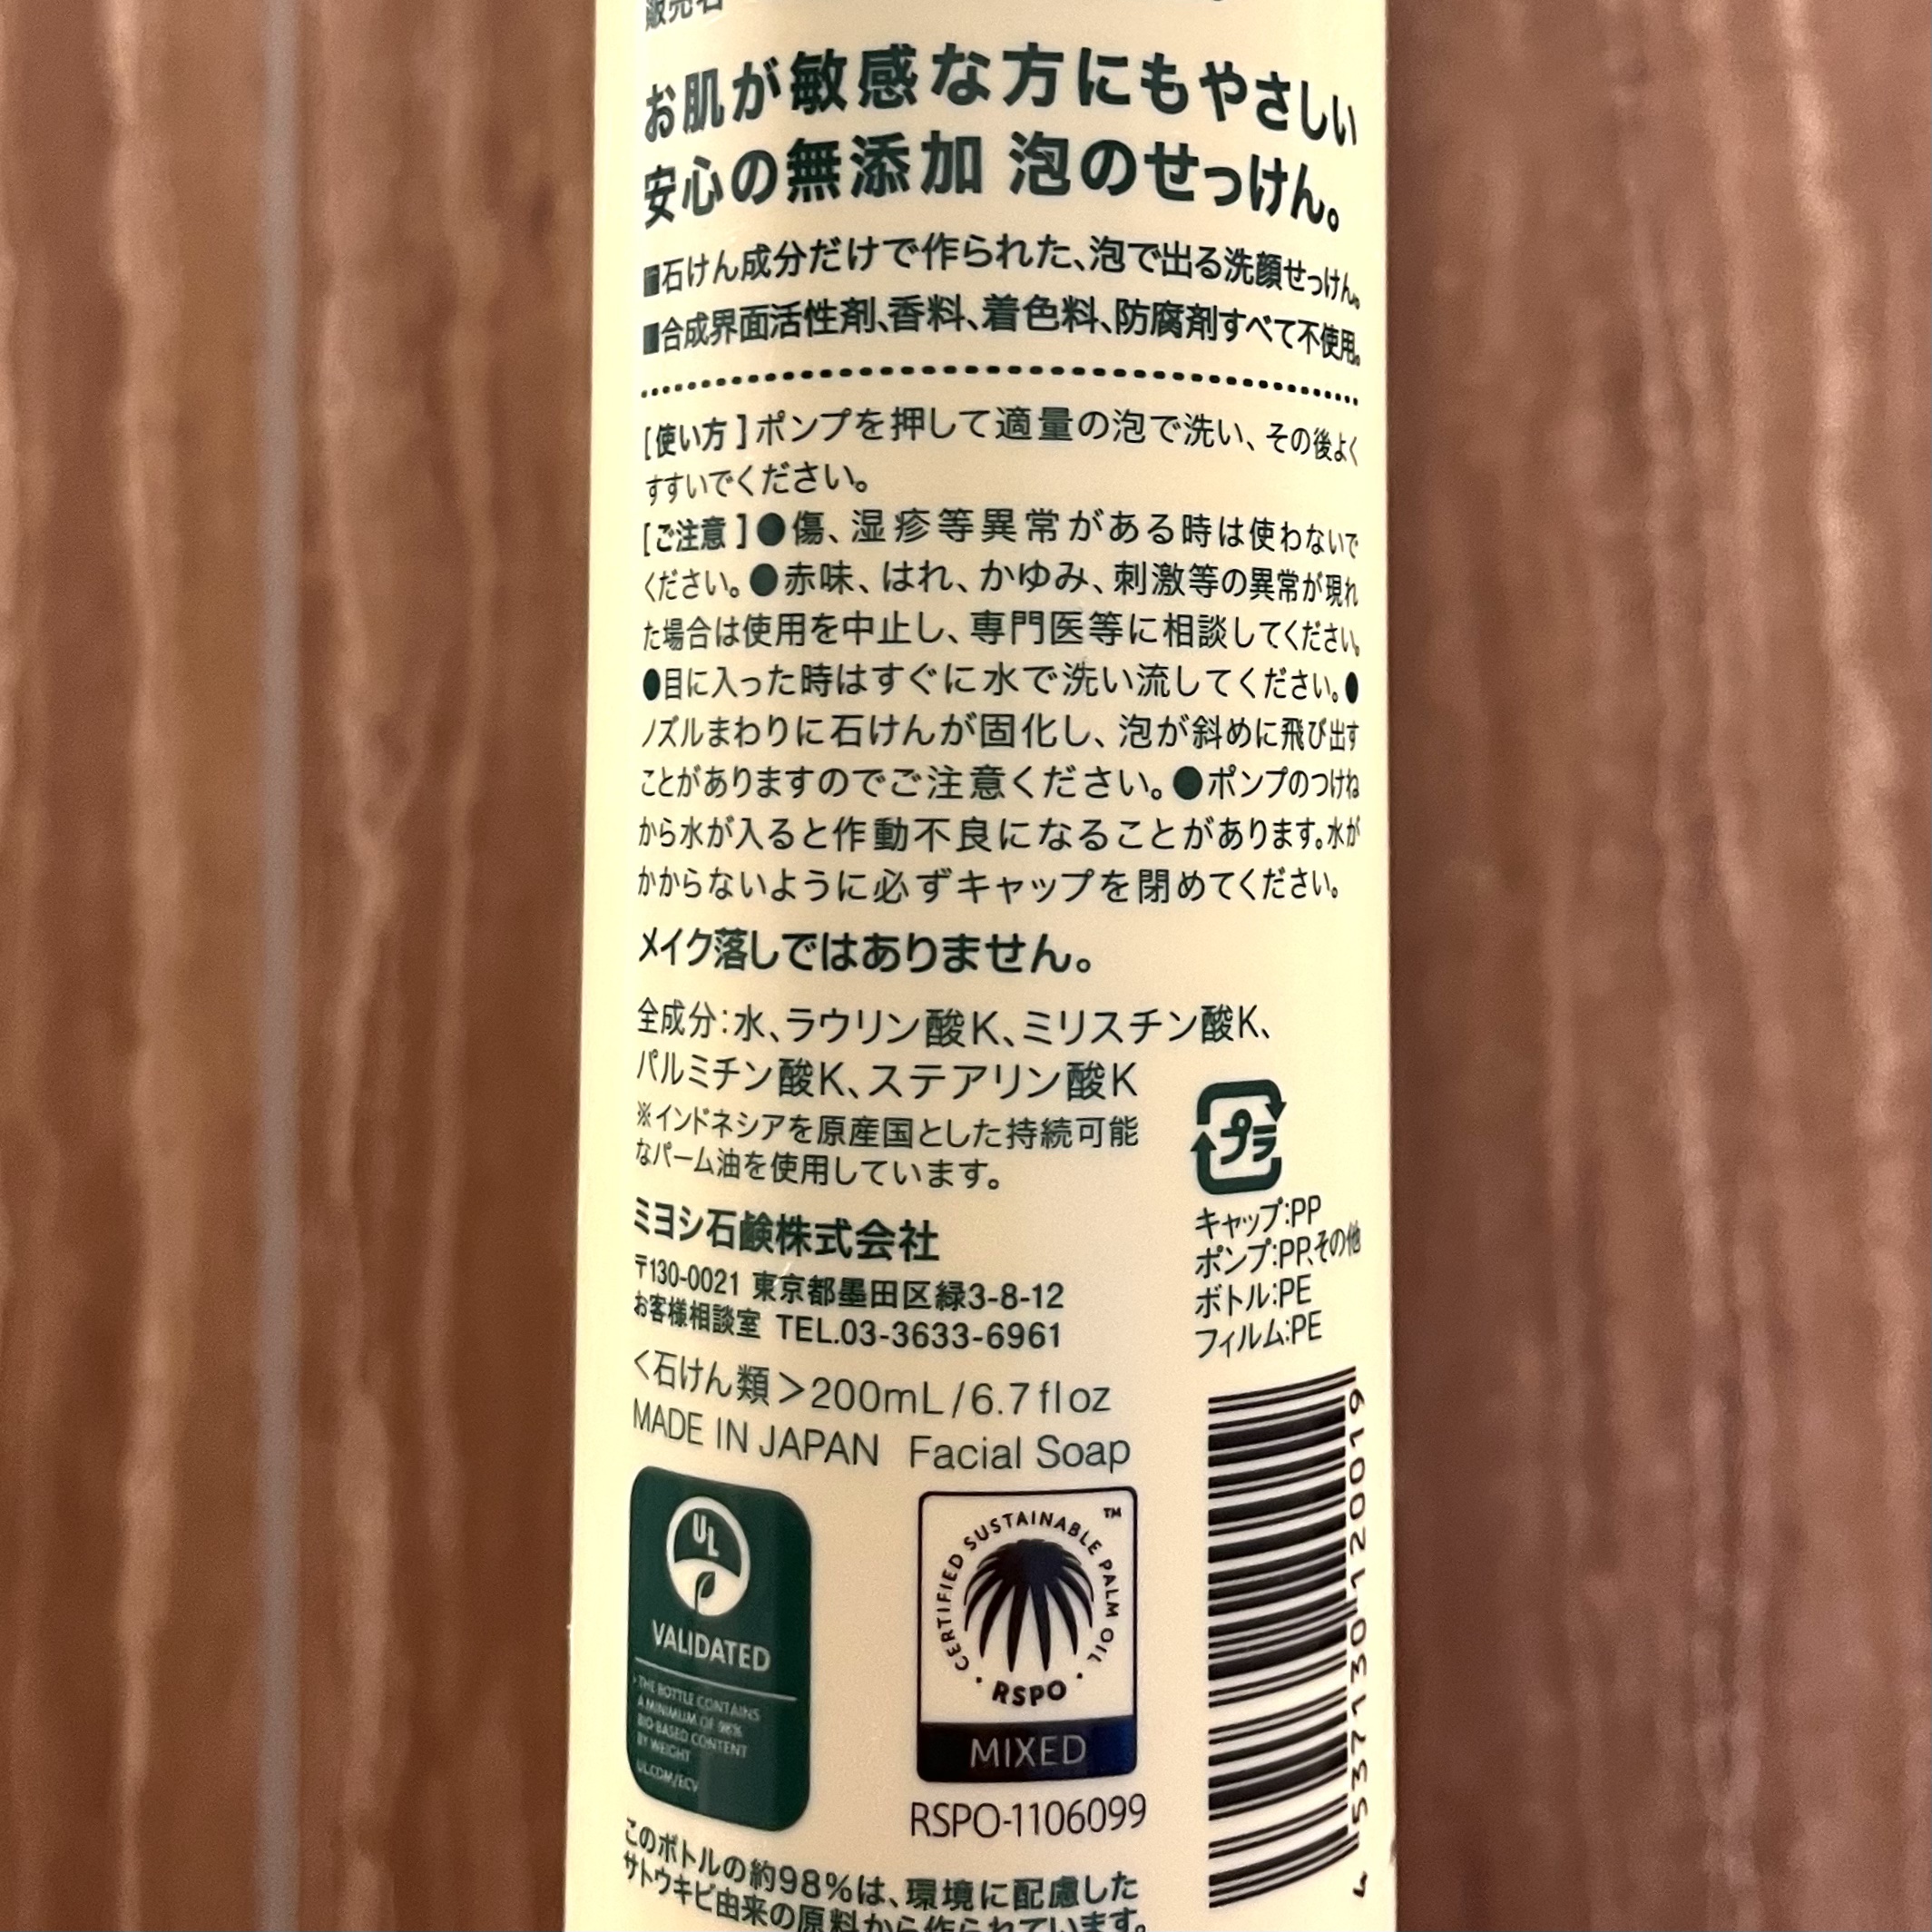 販売名
お肌が敏感な方にもやさしい
安心の無添加 泡のせっけん。
■石けん成分だけで作られた、泡で出る洗顔せっけん。
■合成界面活性剤、香料、着色料、防腐剤すべて不使用。
[使い方]ポンプを押して適量の泡で洗い、その後よく
すすいでください。
[ご注意]●傷、湿疹等異常がある時は使わないで
ください。●赤味、はれ、かゆみ、刺激等の異常が現れ
た場合は使用を中止し、専門医等に相談してください。
●目に入った時はすぐに水で洗い流してください。●
ノズルまわりに石けんが固化し、泡が斜めに飛び出す
ことがありますのでご注意ください。●ポンプのつけね
から水が入ると作動不良になることがあります。水が
かからないように必ずキャップを閉めてください。
メイク落しではありません。
全成分:水、ラウリン酸K、ミリスチン酸K、
パルミチン酸K、ステアリン酸K
※インドネシアを原産国とした持続可能
なパーム油を使用しています。
プラ
キャップ:PP
ポンプ:PP、その他
ボトル:PE
フィルム:PE
ミヨシ石鹸株式会社
〒130-0021 東京都墨田区緑3-8-12
お客様相談室 TEL.03-3633-6961
<石けん類>200mL/6.7floz
MADE IN JAPAN Facial Soap
UL
VALIDATED
THE BOTTLE CONTAINS
A MINIMUM OF 98%
BIO-BASED CONTENT
BY WEIGHT
UL.COM/ECV
CERTIFIED SUSTAINABLE PALM OIL
TM
RSPO
MIXED
RSPO-1106099
4 537130 120019
このボトルの約98%は、環境に配慮した
サトウキビ由来の原料から作られています。